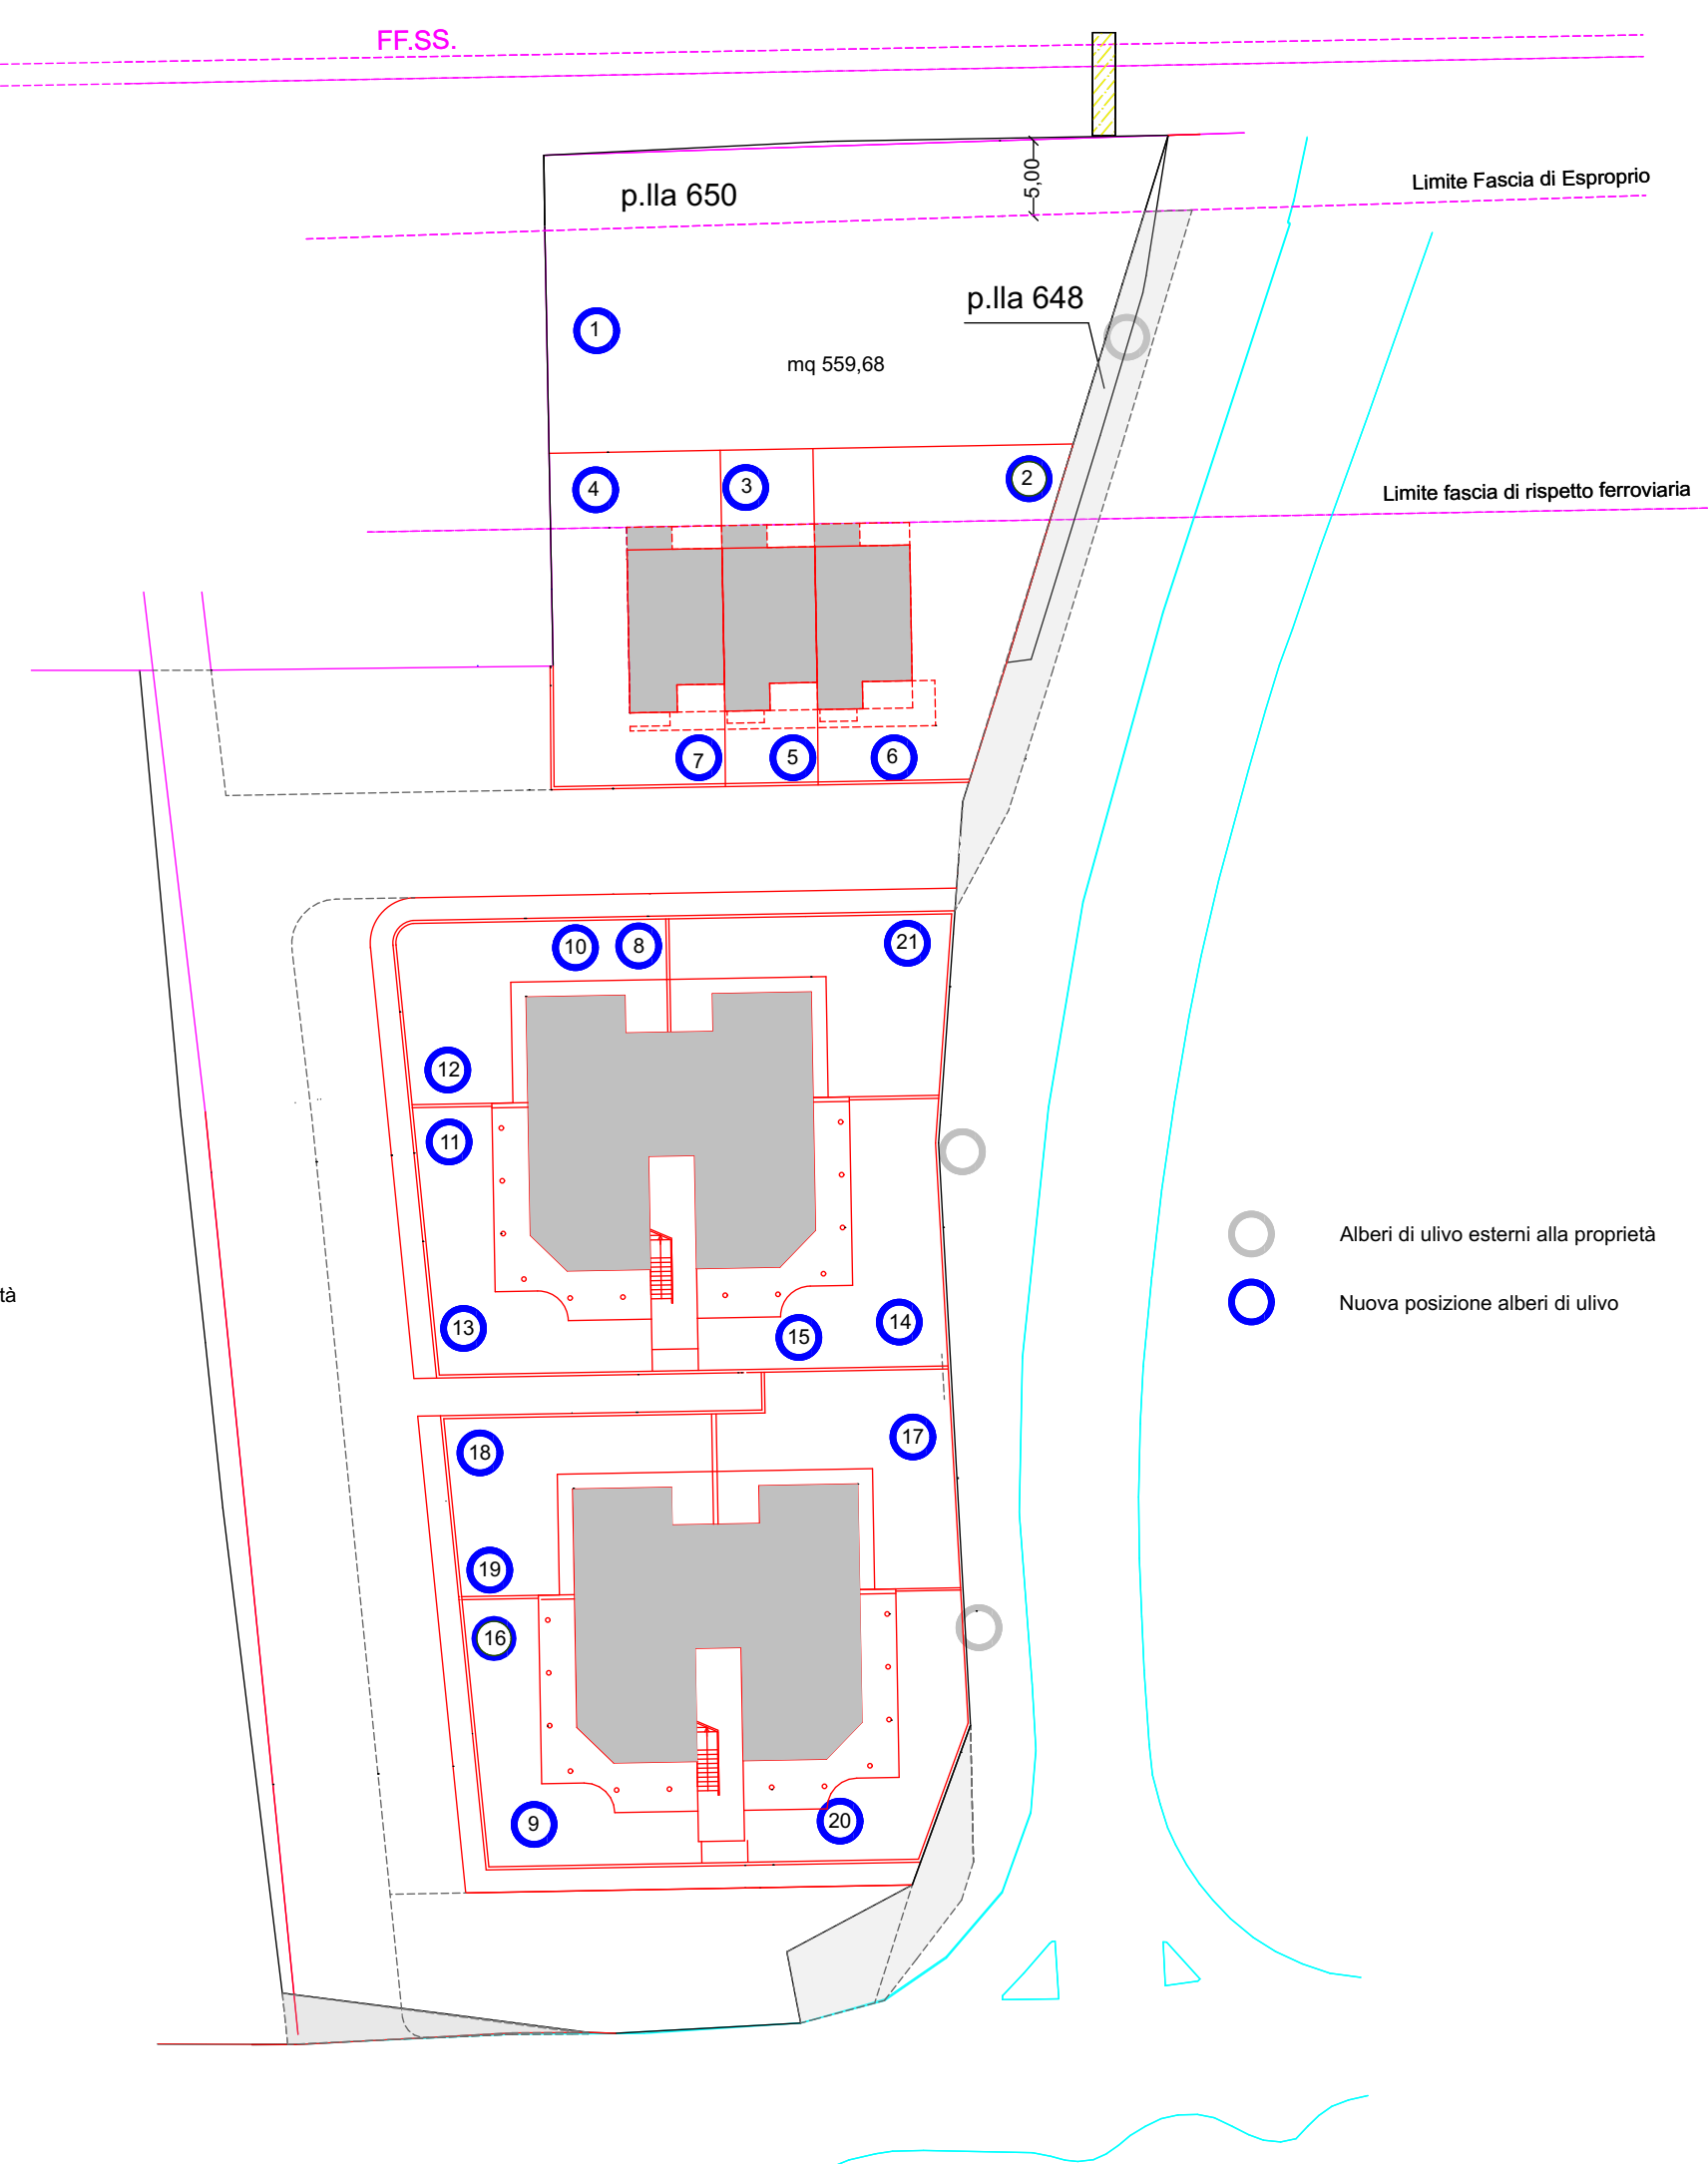 FF.SS.
Limite Fascia di Esproprio
5,00
p.lla 650
p.lla 648
1
mq 559,68
4
3
2
Limite fascia di rispetto ferroviaria
7
5
6
10
8
21
12
11
Alberi di ulivo esterni alla proprietà
tà
Nuova posizione alberi di ulivo
13
15
14
18
17
19
16
9
20